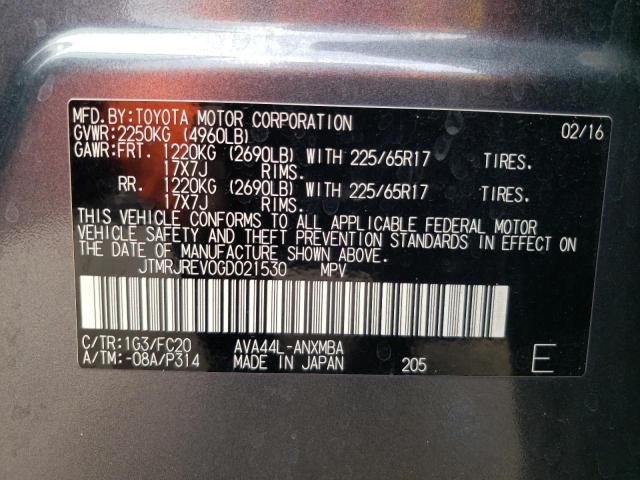 MFD.BY:TOYOTA MOTOR CORPORATION 02/16
GVWR:2250KG (4960LB)
GAWR:FRT. 1220KG (2690LB) WITH 225/65R17 TIRES.
17X7J RIMS.
RR. 1220KG (2690LB) WITH 225/65R17 TIRES.
17X7J RIMS.
THIS VEHICLE CONFORMS TO ALL APPLICABLE FEDERAL MOTOR
VEHICLE SAFETY AND THEFT PREVENTION STANDARDS IN EFFECT ON
THE DATE OF MANUFACTURE SHOWN ABOVE.
JTMRJREV0GD021530 MPV
C/TR:1G3/FC20 AVA44L-ANXMBA
A/TM:-08A/P314 MADE IN JAPAN 205 E